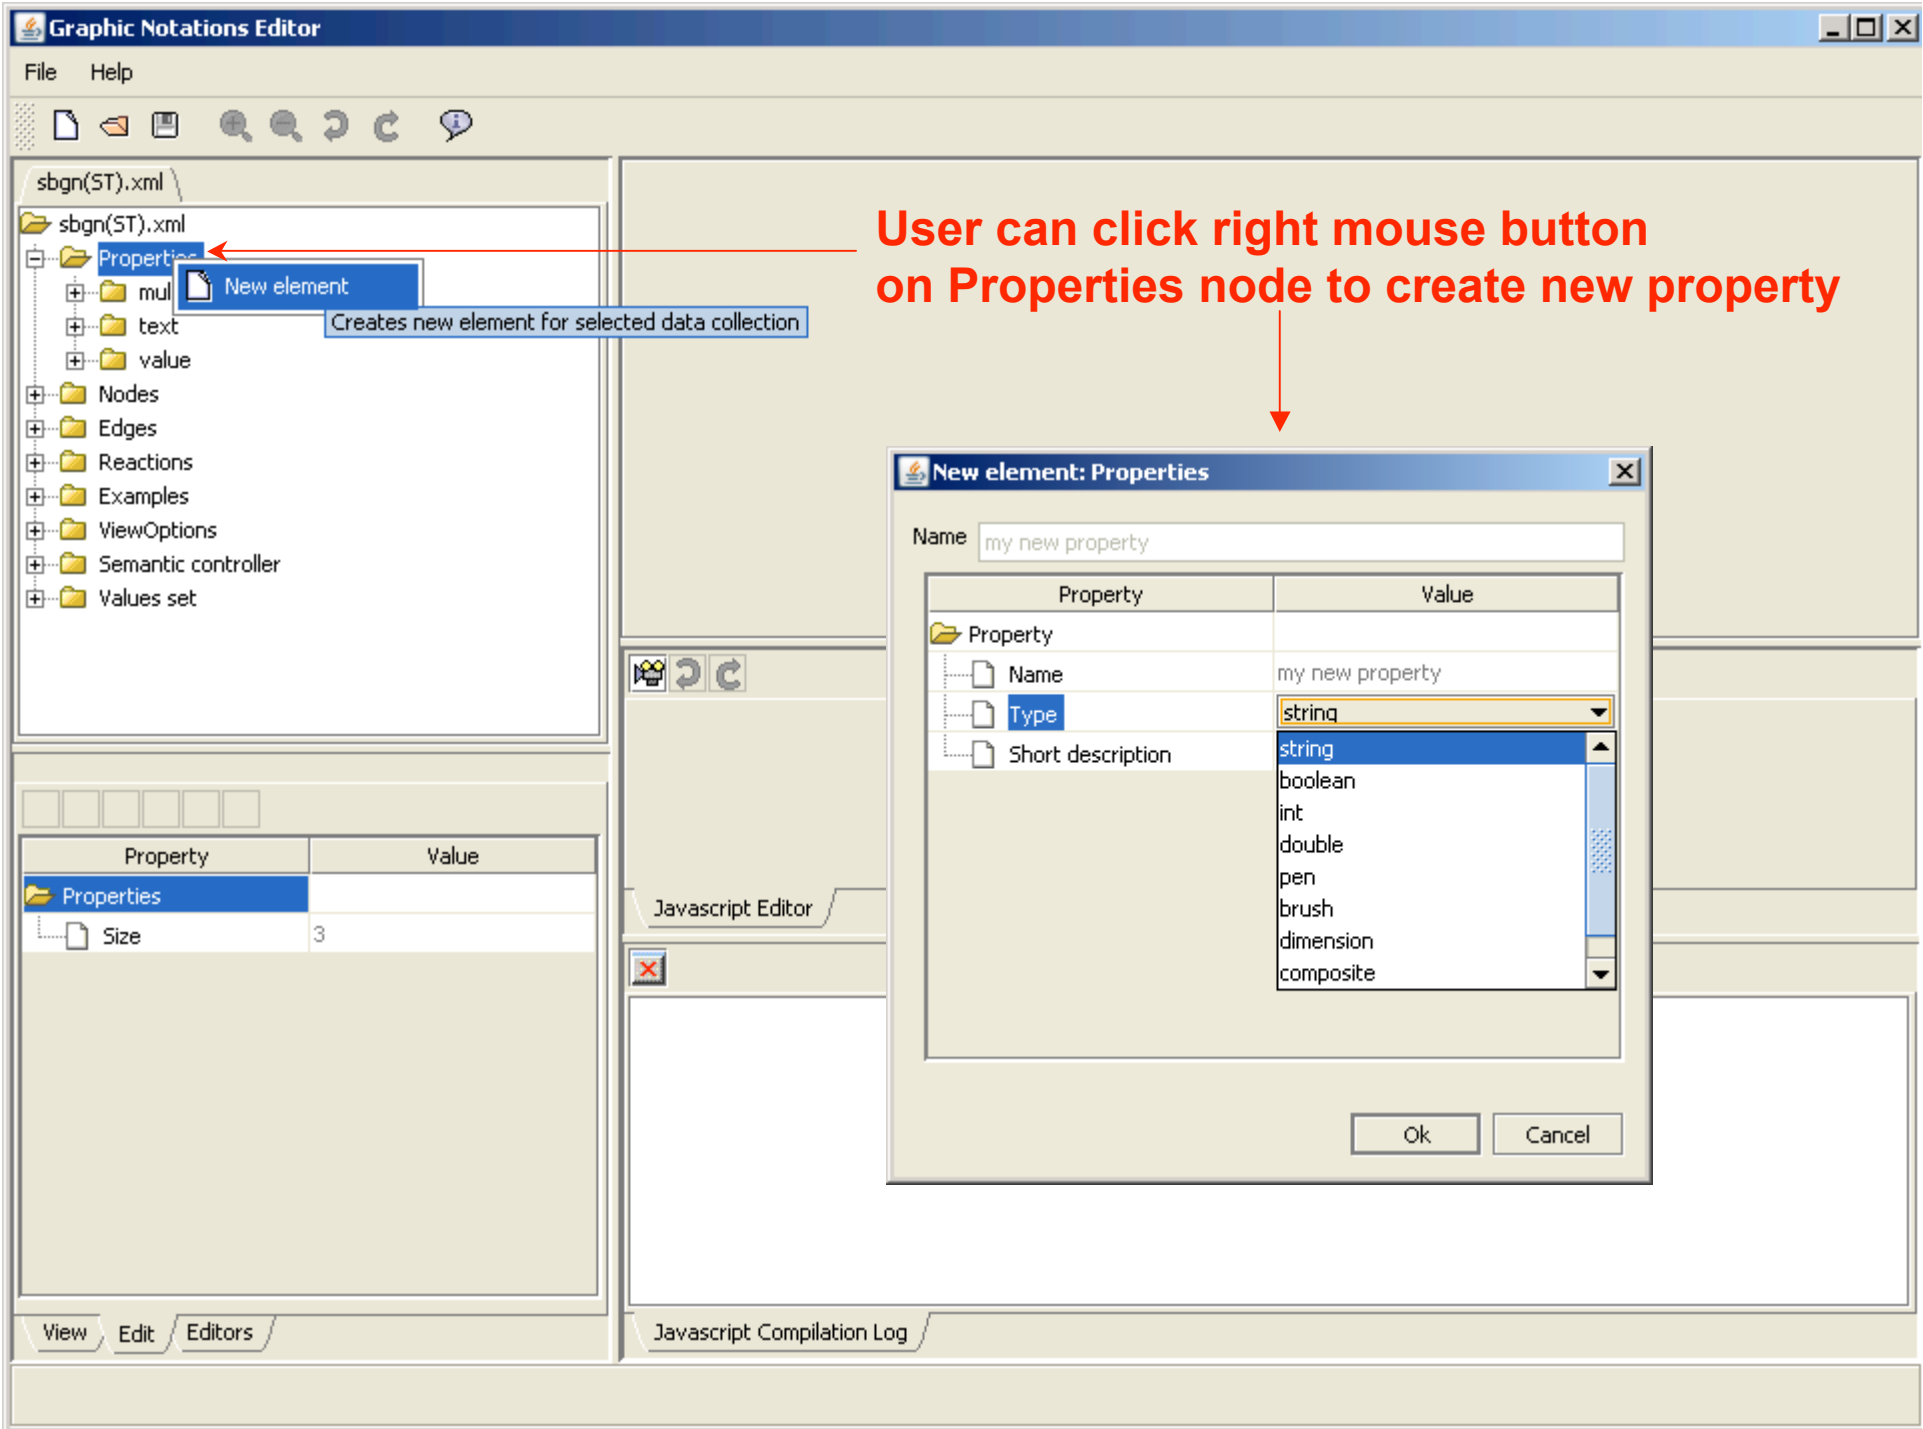 Graphic Notations Editor
File Help
sbgn(ST).xml
sbgn(ST).xml
Properties
New element
Creates new element for selected data collection
mul
text
value
Nodes
Edges
Reactions
Examples
ViewOptions
Semantic controller
Values set
User can click right mouse button
on Properties node to create new property
New element: Properties
Name my new property
Property Value
Property
Name my new property
Type string
Short description
string
boolean
int
double
pen
brush
dimension
composite
Ok Cancel
Property Value
Properties
Size 3
View Edit Editors
Javascript Editor
Javascript Compilation Log